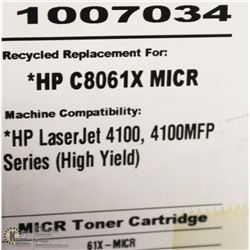 1007034
Recycled Replacement For:
*HP C8061X MICR
Machine Compatibility:
*HP LaserJet 4100, 4100MFP
Series (High Yield)
MICR Toner Cartridge
61X-MICR